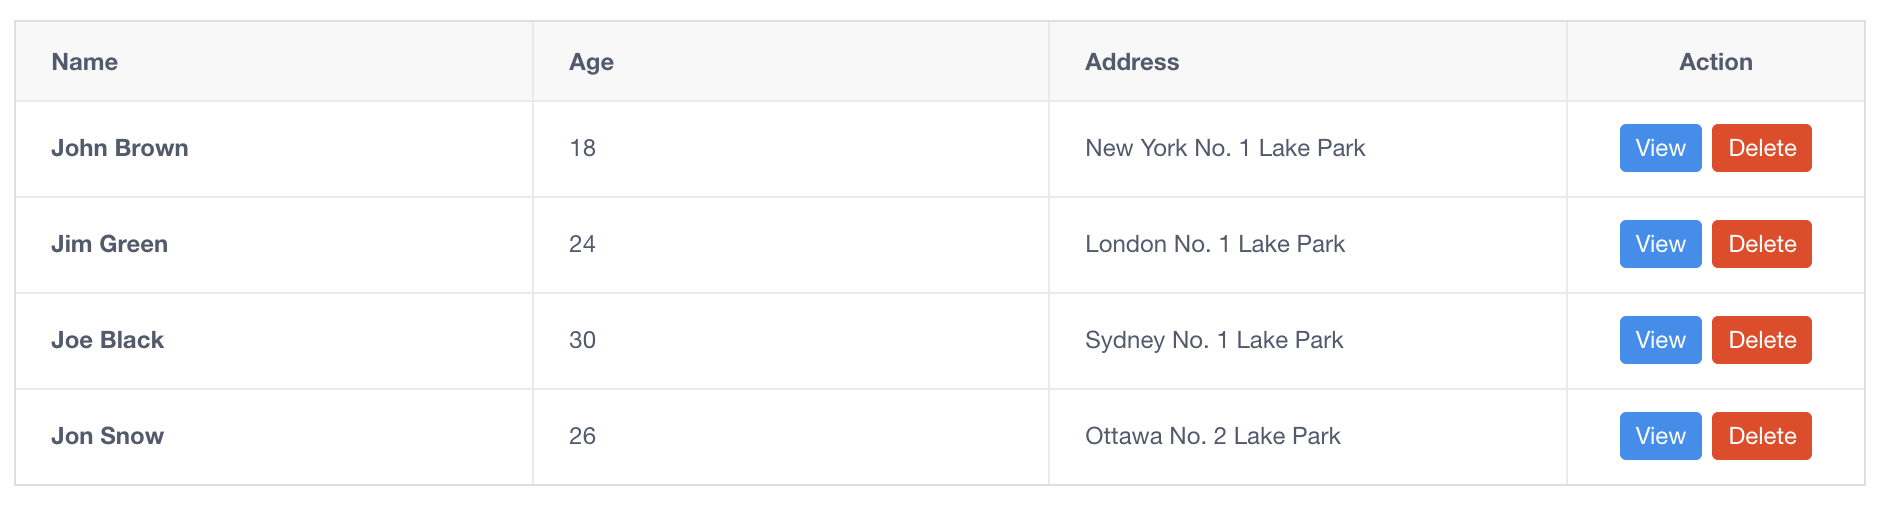 Name Age Address Action
John Brown 18 New York No. 1 Lake Park View Delete
Jim Green 24 London No. 1 Lake Park View Delete
Joe Black 30 Sydney No. 1 Lake Park View Delete
Jon Snow 26 Ottawa No. 2 Lake Park View Delete